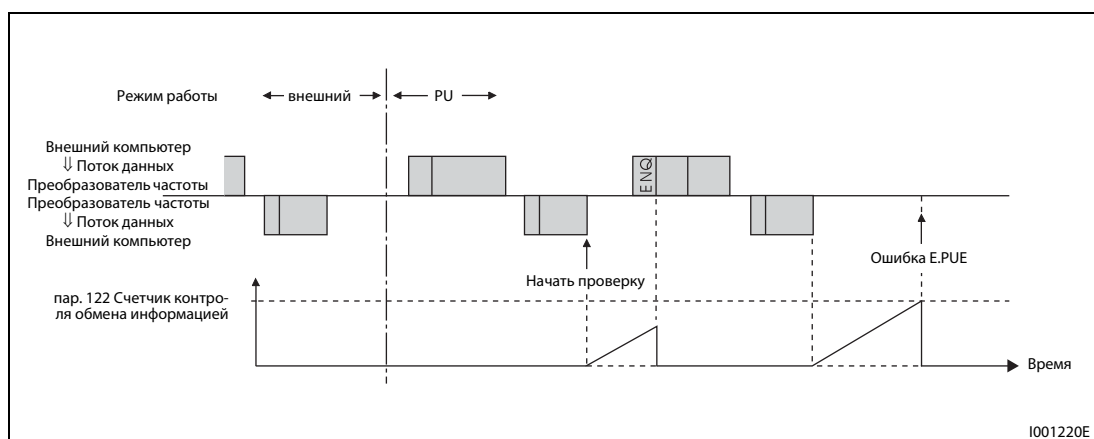 Режим работы
внешний
PU
Внешний компьютер
⇓ Поток данных
Преобразователь частоты
Преобразователь частоты
⇓ Поток данных
Внешний компьютер
ENQ
Начать проверку
Ошибка E.PUE
пар. 122 Счетчик контро-
ля обмена информацией
Время
I001220E